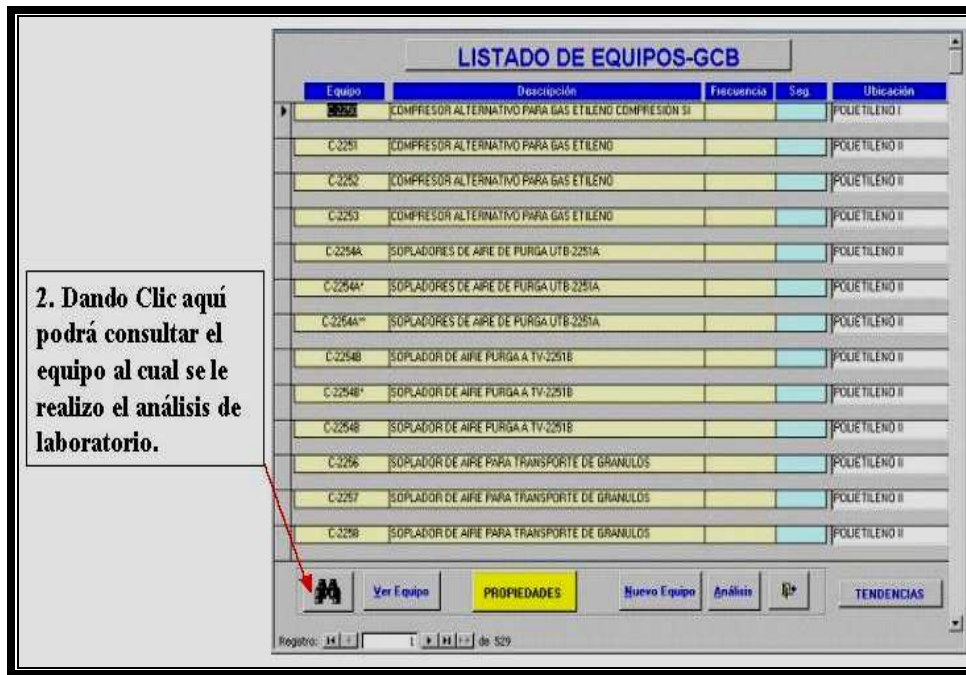 LISTADO DE EQUIPOS-GCB
Equipo Descripción Frecuencia Seg. Ubicación
COMPRESOR ALTERNATIVO PARA GAS ETILENO COMPRESION SI POLIETILENO I
C-2251 COMPRESOR ALTERNATIVO PARA GAS ETILENO POLIETILENO II
C-2252 COMPRESOR ALTERNATIVO PARA GAS ETILENO POLIETILENO II
C-2253 COMPRESOR ALTERNATIVO PARA GAS ETILENO POLIETILENO II
C-2254A SOPLADORES DE AIRE DE PURGA UTB-2251A POLIETILENO II
C-2254A* SOPLADORES DE AIRE DE PURGA UTB-2251A POLIETILENO II
C-2254A** SOPLADORES DE AIRE DE PURGA UTB-2251A POLIETILENO II
C-2254B SOPLADOR DE AIRE PURGA A TV-2251B POLIETILENO II
C-2254B* SOPLADOR DE AIRE PURGA A TV-2251B POLIETILENO II
C-2254B SOPLADOR DE AIRE PURGA A TV-2251B POLIETILENO II
C-2256 SOPLADOR DE AIRE PARA TRANSPORTE DE GRANULOS POLIETILENO II
C-2257 SOPLADOR DE AIRE PARA TRANSPORTE DE GRANULOS POLIETILENO II
C-2258 SOPLADOR DE AIRE PARA TRANSPORTE DE GRANULOS POLIETILENO II
2. Dando Clic aquí
podrá consultar el
equipo al cual se le
realizo el análisis de
laboratorio.
Ver Equipo PROPIEDADES Nuevo Equipo Análisis TENDENCIAS
Registro: 1 de 529